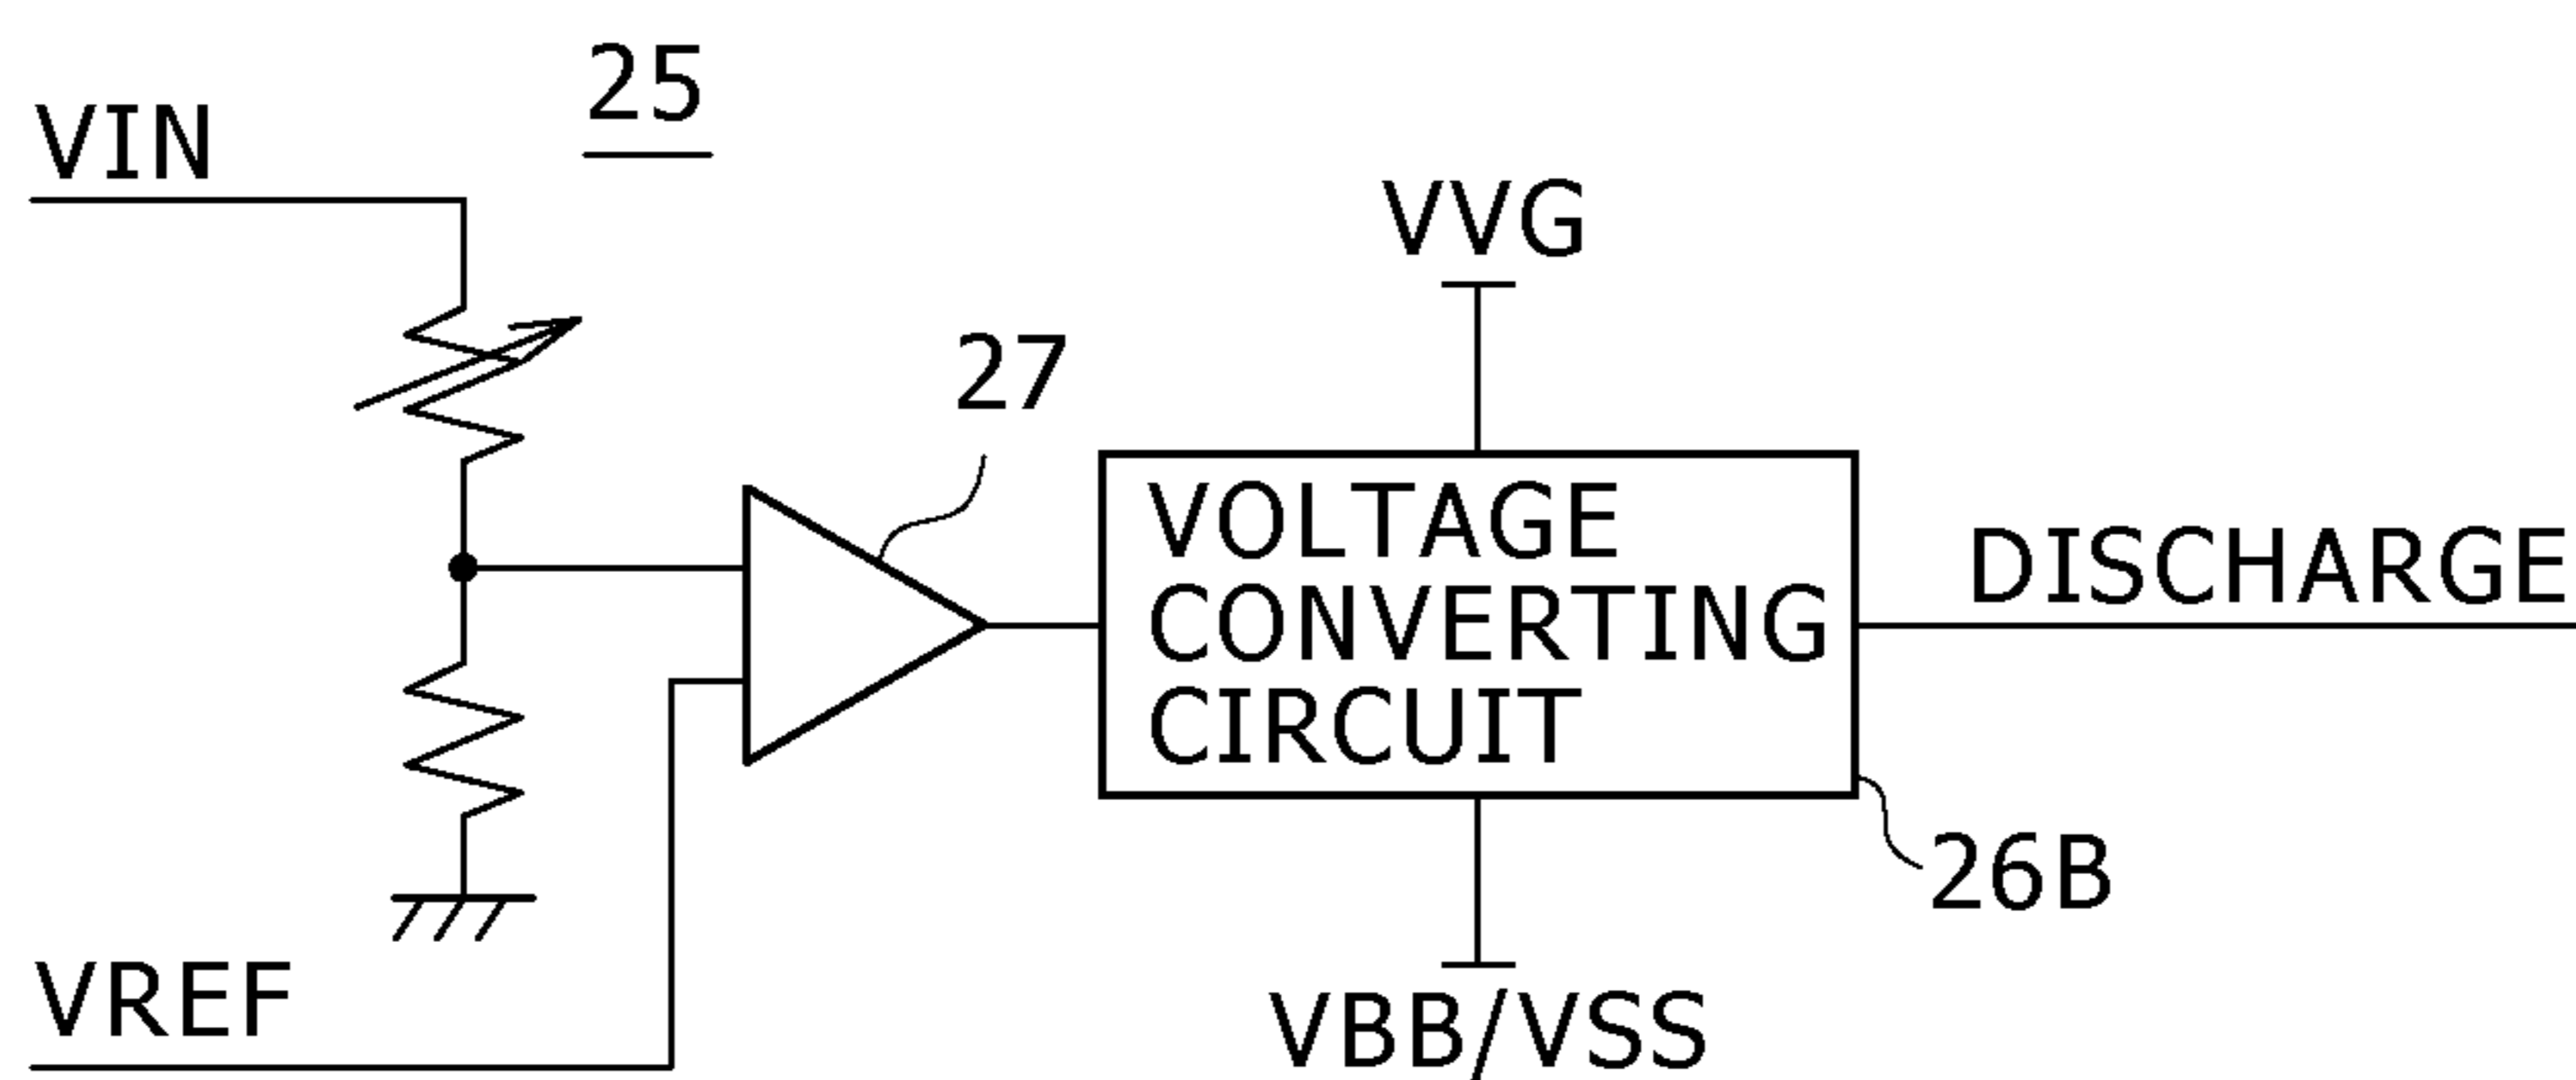 25
VIN
VVG
27
VOLTAGE
CONVERTING
CIRCUIT
DISCHARGE
26B
VREF
VBB/VSS